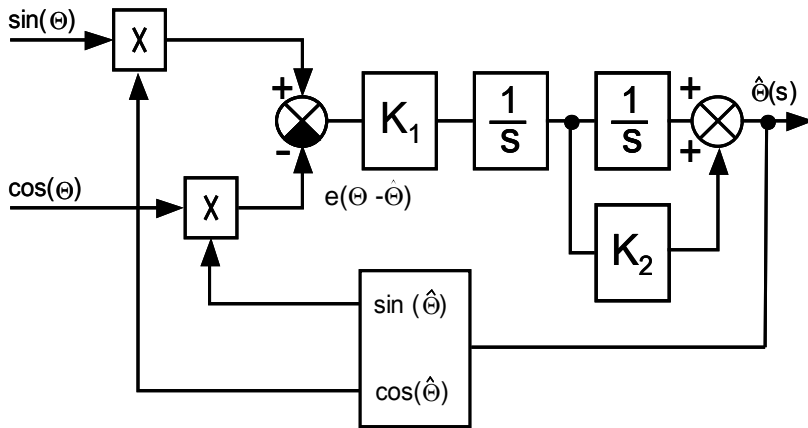 sin(Θ)
X
+
-
K₁
1
s
1
s
+
+
Θ̂(s)
cos(Θ)
X
e(Θ - Θ̂)
K₂
sin (Θ̂)
cos(Θ̂)